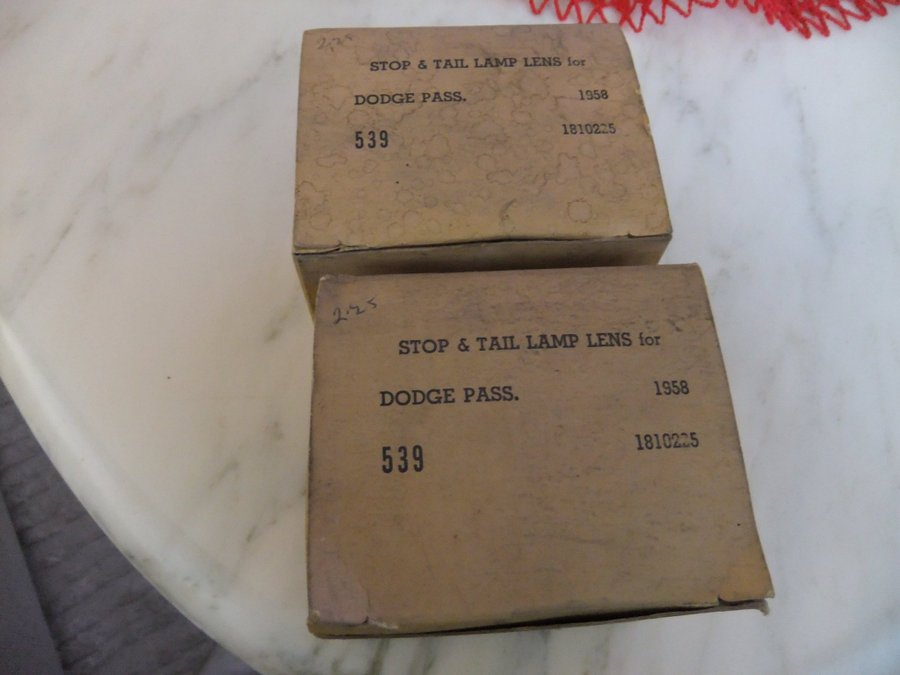 2.25
STOP & TAIL LAMP LENS for
DODGE PASS. 1958
539 1810225
2.25
STOP & TAIL LAMP LENS for
DODGE PASS. 1958
539 1810225